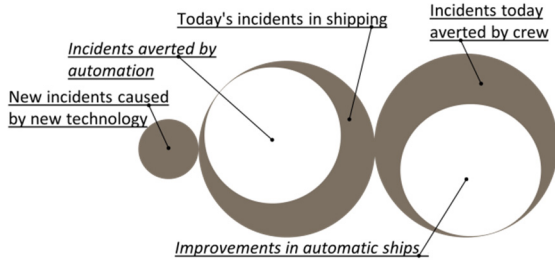 Today's incidents in shipping
Incidents today
averted by crew
Incidents averted by
automation
New incidents caused
by new technology
Improvements in automatic ships